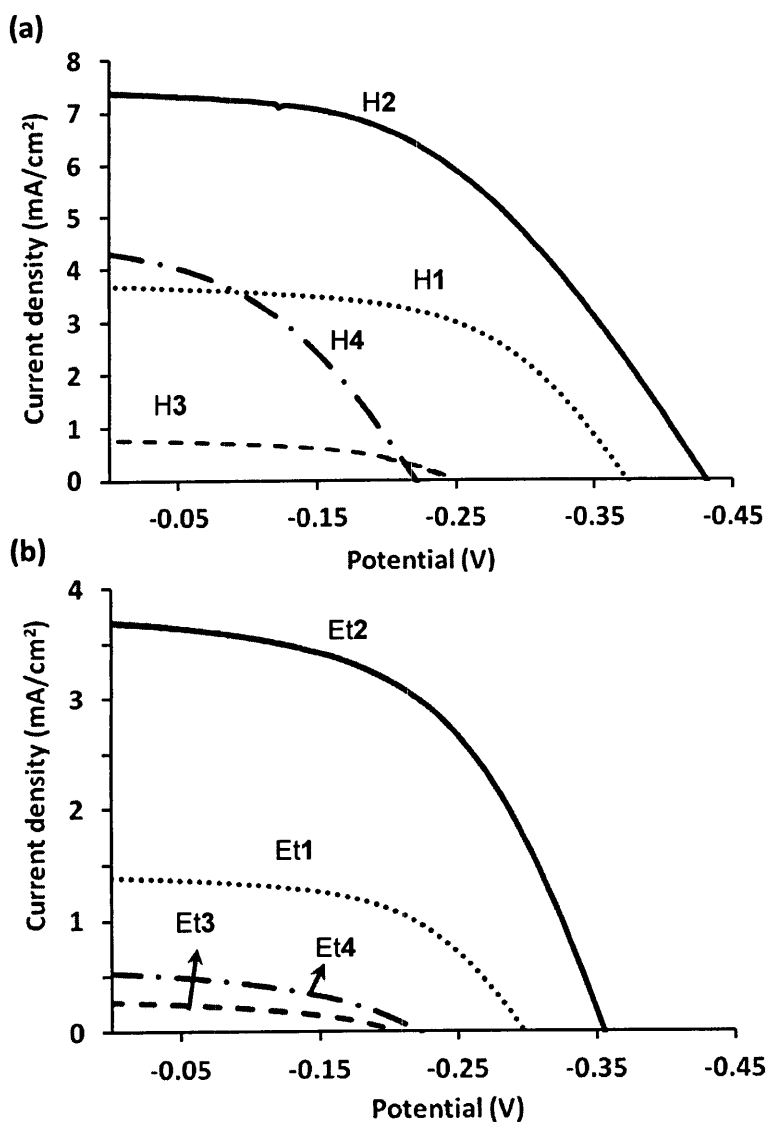 (a)
Current density (mA/cm²)
8
7
6
5
4
3
2
1
0
H2
H1
H4
H3
-0.05 -0.15 -0.25 -0.35 -0.45
Potential (V)
(b)
Current density (mA/cm²)
4
3
2
1
0
Et2
Et1
Et3
Et4
-0.05 -0.15 -0.25 -0.35 -0.45
Potential (V)